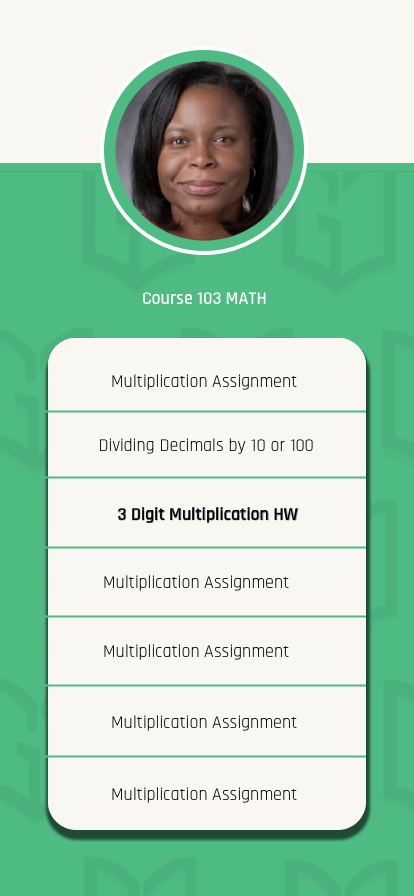 Course 103 MATH
Multiplication Assignment
Dividing Decimals by 10 or 100
3 Digit Multiplication HW
Multiplication Assignment
Multiplication Assignment
Multiplication Assignment
Multiplication Assignment